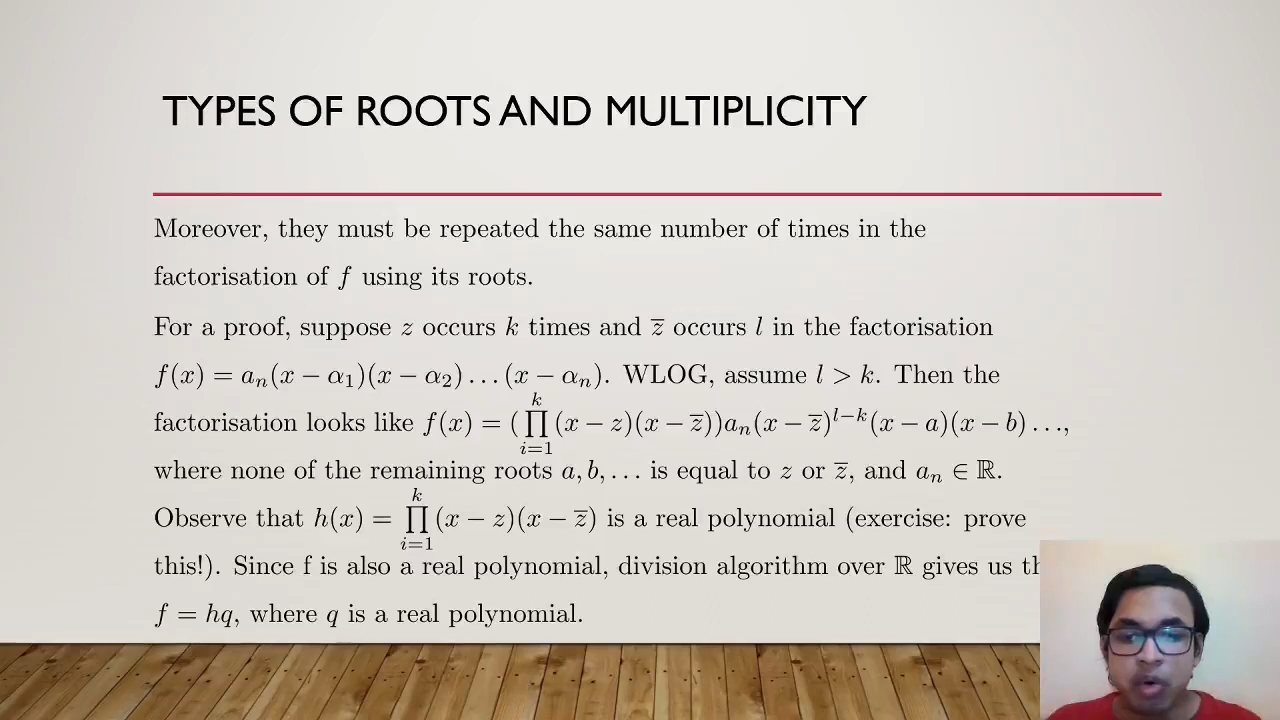 TYPES OF ROOTS AND MULTIPLICITY
Moreover, they must be repeated the same number of times in the
factorisation of f using its roots.
For a proof, suppose z occurs k times and z̅ occurs l in the factorisation
f(x) = aₙ(x − α₁)(x − α₂) . . . (x − αₙ). WLOG, assume l > k. Then the
factorisation looks like f(x) = (∏_{i=1}^{k}(x − z)(x − z̅))aₙ(x − z̅)^{l−k}(x − a)(x − b) . . .,
where none of the remaining roots a, b, . . . is equal to z or z̅, and aₙ ∈ ℝ.
Observe that h(x) = ∏_{i=1}^{k}(x − z)(x − z̅) is a real polynomial (exercise: prove
this!). Since f is also a real polynomial, division algorithm over ℝ gives us
f = hq, where q is a real polynomial.